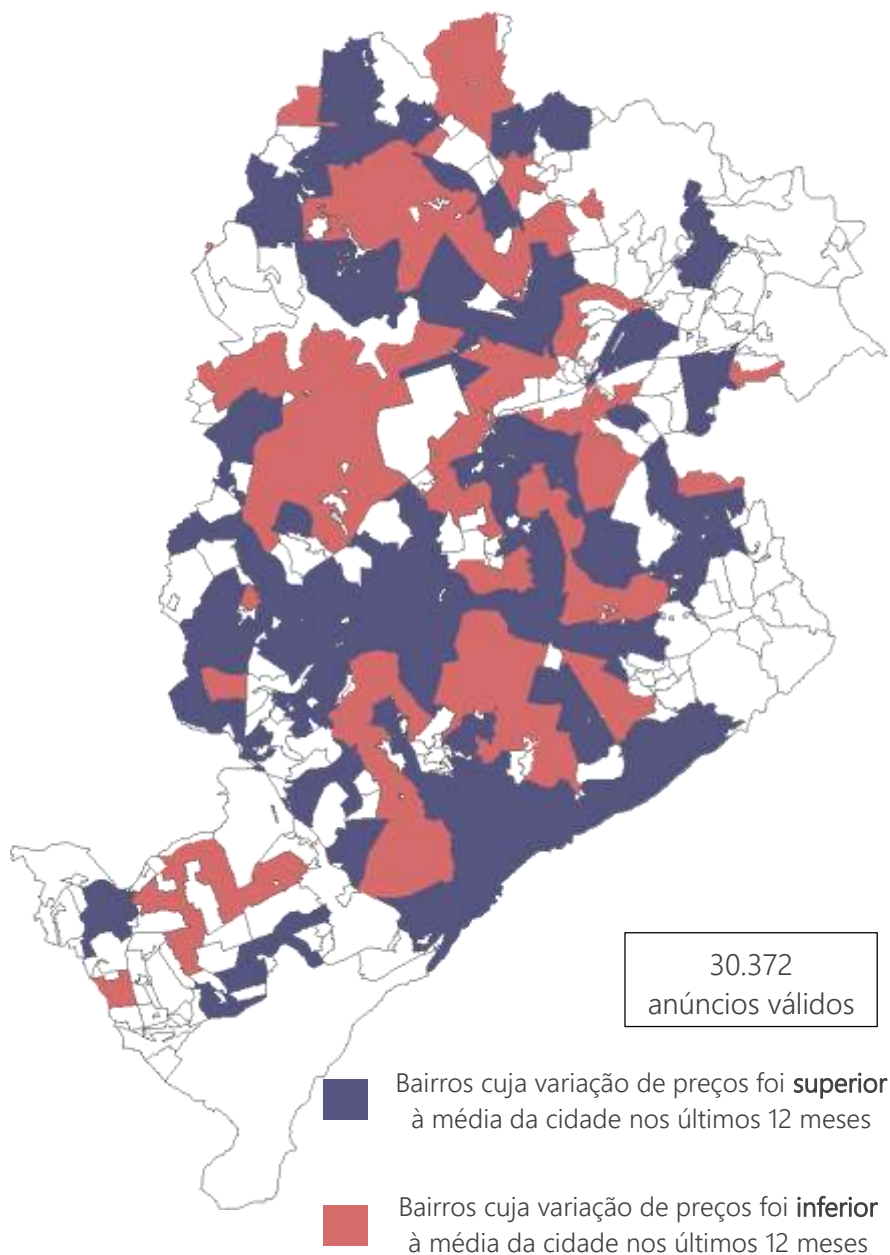 30.372
anúncios válidos
Bairros cuja variação de preços foi superior
à média da cidade nos últimos 12 meses
Bairros cuja variação de preços foi inferior
à média da cidade nos últimos 12 meses